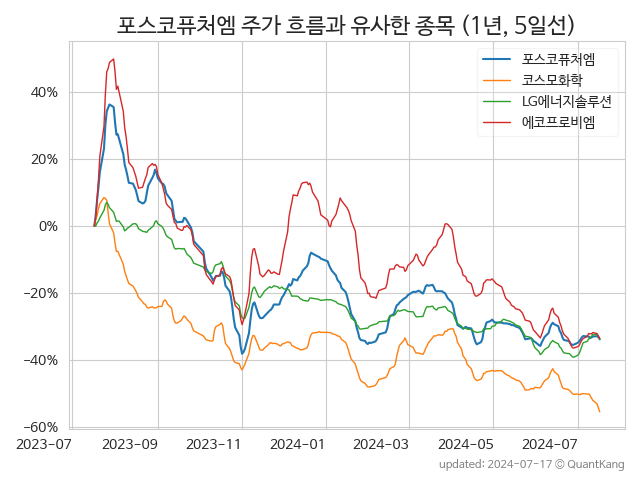 포스코퓨처엠 주가 흐름과 유사한 종목 (1년, 5일선)
포스코퓨처엠
코스모화학
LG에너지솔루션
에코프로비엠
40%
20%
0%
−20%
−40%
−60%
2023-07
2023-09
2023-11
2024-01
2024-03
2024-05
2024-07
updated: 2024-07-17 © QuantKang